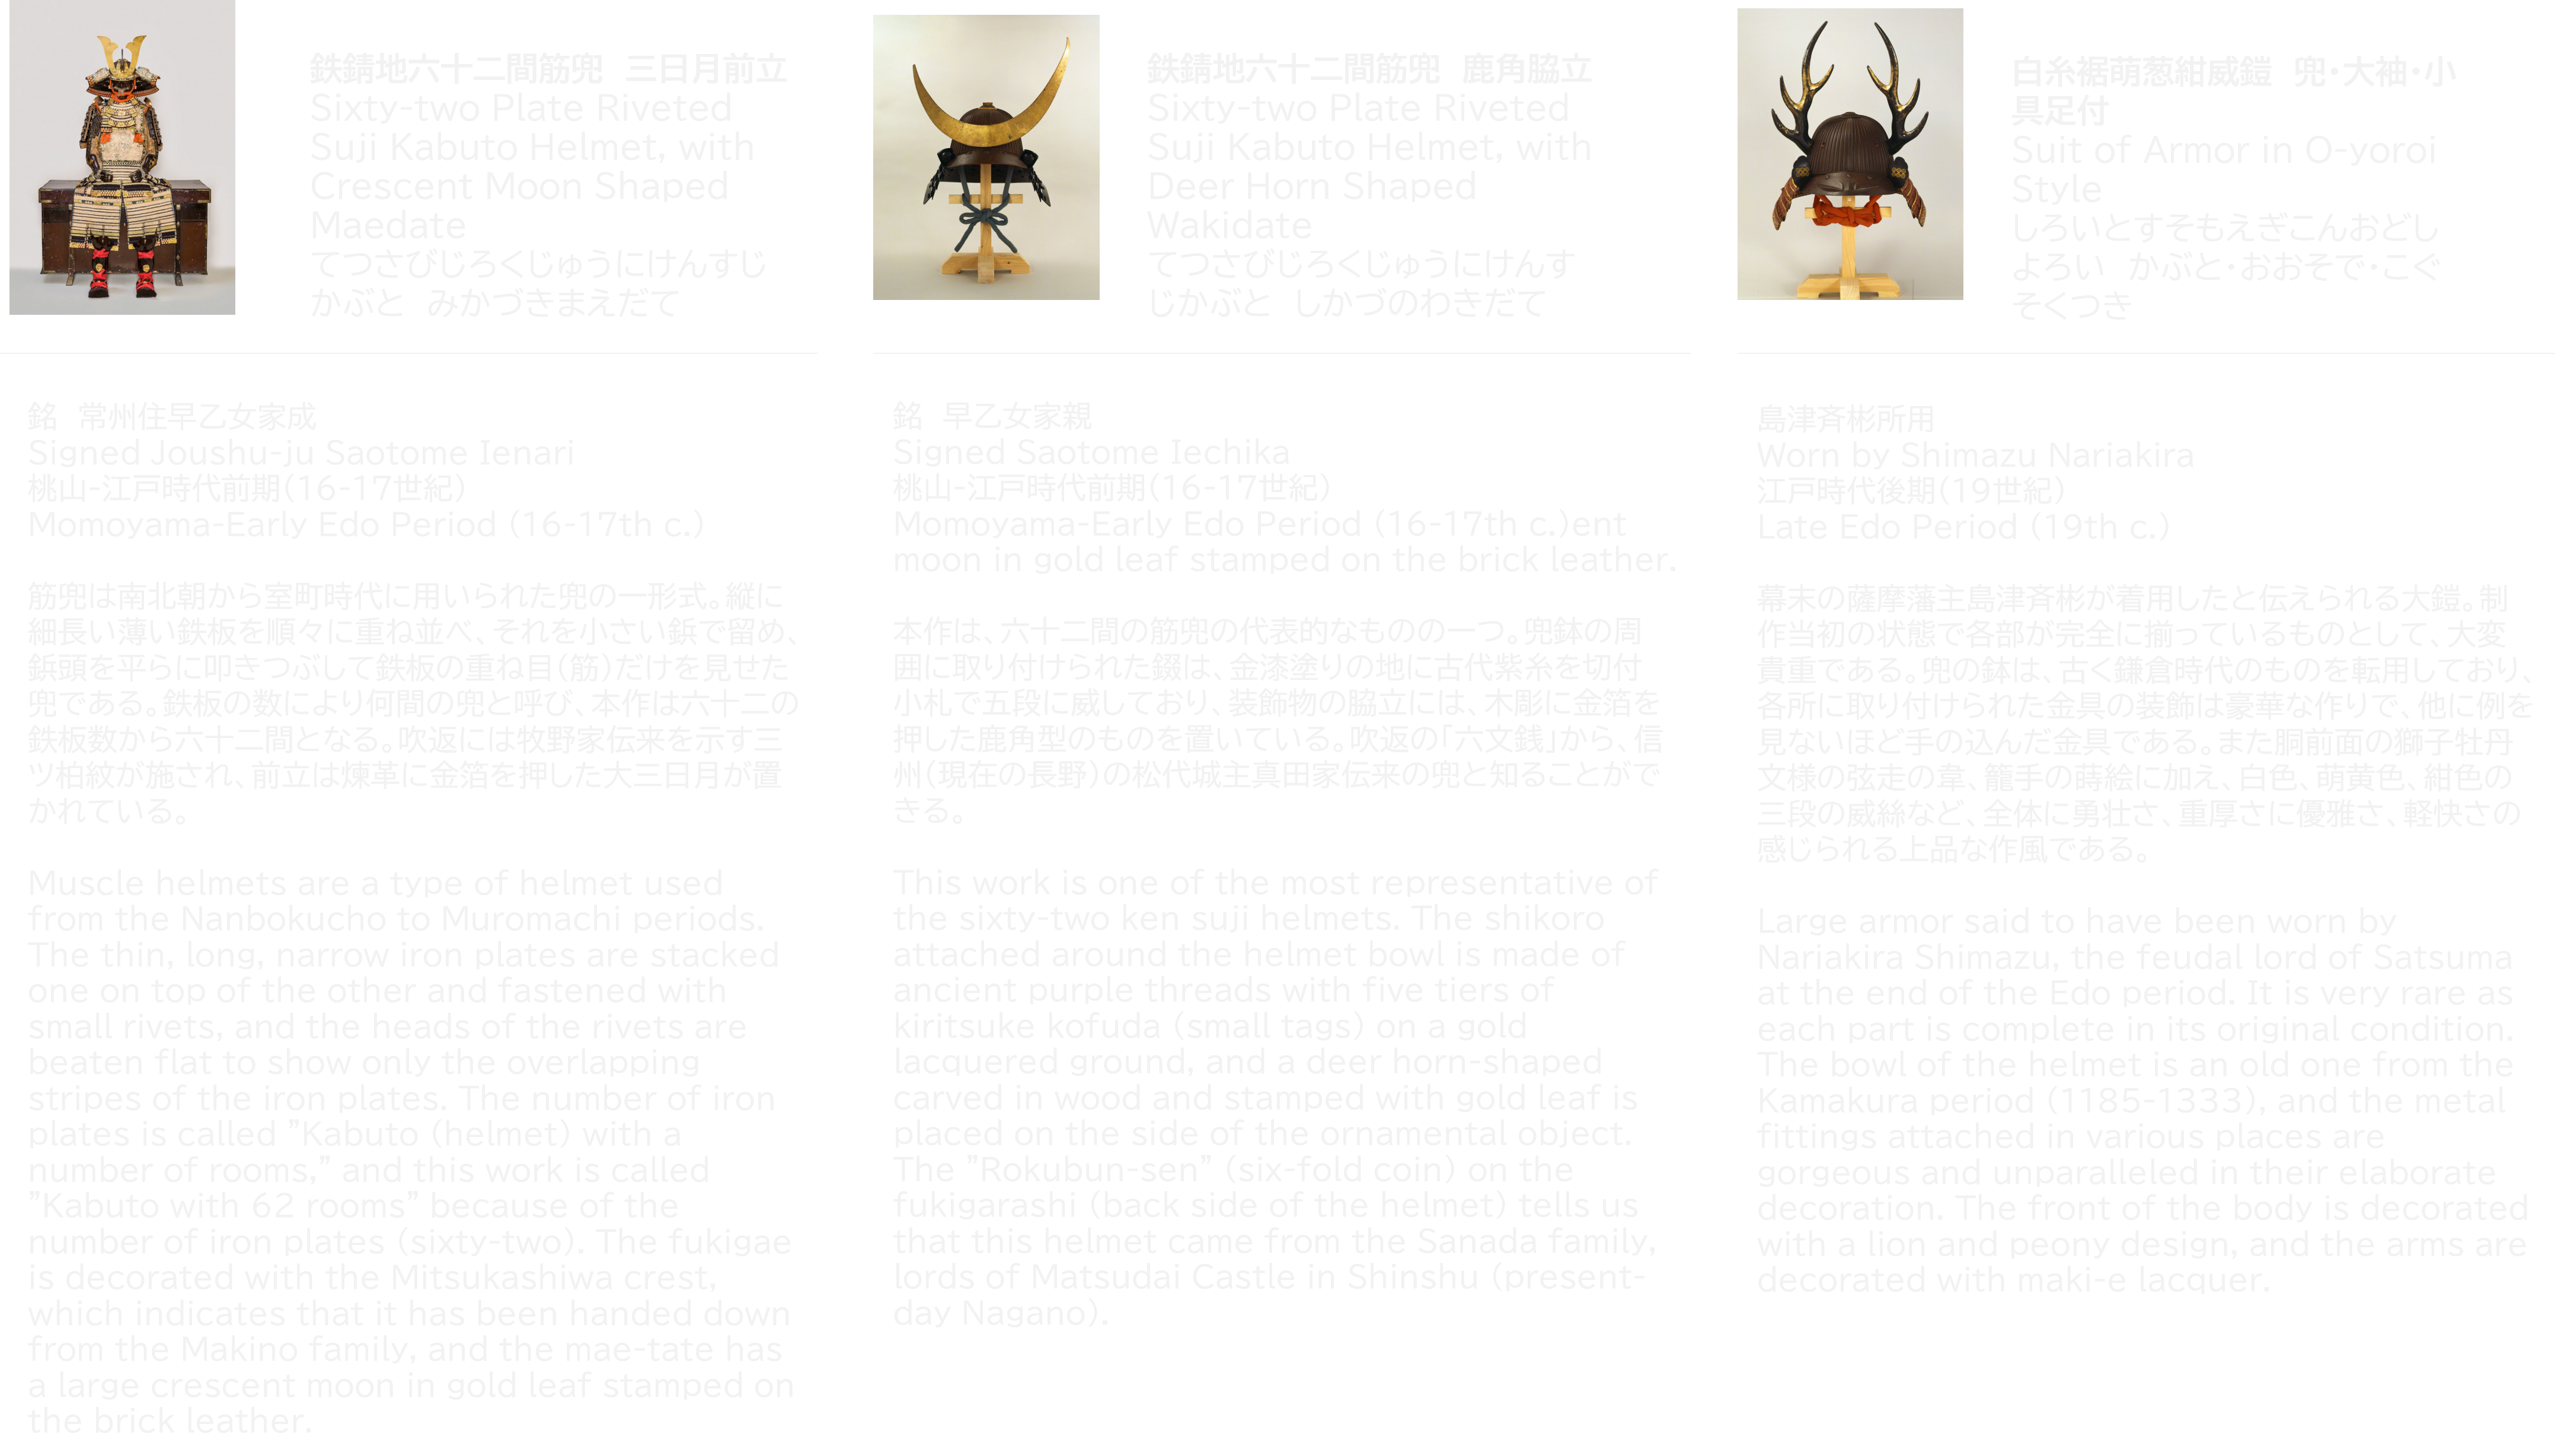 鉄錆地六十二間筋兜　三日月前立
Sixty-two Plate Riveted
Suji Kabuto Helmet, with
Crescent Moon Shaped
Maedate
てつさびじろくじゅうにけんすじ
かぶと　みかづきまえだて
銘　常州住早乙女家成
Signed Joushu-ju Saotome Ienari
桃山-江戸時代前期（16-17世紀）
Momoyama-Early Edo Period (16-17th c.)
筋兜は南北朝から室町時代に用いられた兜の一形式。縦に
細長い薄い鉄板を順々に重ね並べ、それを小さい鋲で留め、
鋲頭を平らに叩きつぶして鉄板の重ね目（筋）だけを見せた
兜である。鉄板の数により何間の兜と呼び、本作は六十二の
鉄板数から六十二間となる。吹返には牧野家伝来を示す三
ツ柏紋が施され、前立は煉革に金箔を押した大三日月が置
かれている。
Muscle helmets are a type of helmet used
from the Nanbokucho to Muromachi periods.
The thin, long, narrow iron plates are stacked
one on top of the other and fastened with
small rivets, and the heads of the rivets are
beaten flat to show only the overlapping
stripes of the iron plates. The number of iron
plates is called ”Kabuto (helmet) with a
number of rooms,” and this work is called
”Kabuto with 62 rooms” because of the
number of iron plates (sixty-two). The fukigae
is decorated with the Mitsukashiwa crest,
which indicates that it has been handed down
from the Makino family, and the mae-tate has
a large crescent moon in gold leaf stamped on
the brick leather.
鉄錆地六十二間筋兜　鹿角脇立
Sixty-two Plate Riveted
Suji Kabuto Helmet, with
Deer Horn Shaped
Wakidate
てつさびじろくじゅうにけんす
じかぶと　しかづのわきだて
銘　早乙女家親
Signed Saotome Iechika
桃山-江戸時代前期（16-17世紀）
Momoyama-Early Edo Period (16-17th c.)ent
moon in gold leaf stamped on the brick leather.
本作は、六十二間の筋兜の代表的なものの一つ。兜鉢の周
囲に取り付けられた錣は、金漆塗りの地に古代紫糸を切付
小札で五段に威しており、装飾物の脇立には、木彫に金箔を
押した鹿角型のものを置いている。吹返の「六文銭」から、信
州（現在の長野）の松代城主真田家伝来の兜と知ることがで
きる。
This work is one of the most representative of
the sixty-two ken suji helmets. The shikoro
attached around the helmet bowl is made of
ancient purple threads with five tiers of
kiritsuke kofuda (small tags) on a gold
lacquered ground, and a deer horn-shaped
carved in wood and stamped with gold leaf is
placed on the side of the ornamental object.
The ”Rokubun-sen” (six-fold coin) on the
fukigarashi (back side of the helmet) tells us
that this helmet came from the Sanada family,
lords of Matsudai Castle in Shinshu (present-
day Nagano).
白糸裾萌葱紺威鎧　兜・大袖・小
具足付
Suit of Armor in O-yoroi
Style
しろいとすそもえぎこんおどし
よろい　かぶと・おおそで・こぐ
そくつき
島津斉彬所用
Worn by Shimazu Nariakira
江戸時代後期（19世紀）
Late Edo Period (19th c.)
幕末の薩摩藩主島津斉彬が着用したと伝えられる大鎧。制
作当初の状態で各部が完全に揃っているものとして、大変
貴重である。兜の鉢は、古く鎌倉時代のものを転用しており、
各所に取り付けられた金具の装飾は豪華な作りで、他に例を
見ないほど手の込んだ金具である。また胴前面の獅子牡丹
文様の弦走の韋、籠手の蒔絵に加え、白色、萌黄色、紺色の
三段の威絲など、全体に勇壮さ、重厚さに優雅さ、軽快さの
感じられる上品な作風である。
Large armor said to have been worn by
Nariakira Shimazu, the feudal lord of Satsuma
at the end of the Edo period. It is very rare as
each part is complete in its original condition.
The bowl of the helmet is an old one from the
Kamakura period (1185-1333), and the metal
fittings attached in various places are
gorgeous and unparalleled in their elaborate
decoration. The front of the body is decorated
with a lion and peony design, and the arms are
decorated with maki-e lacquer.